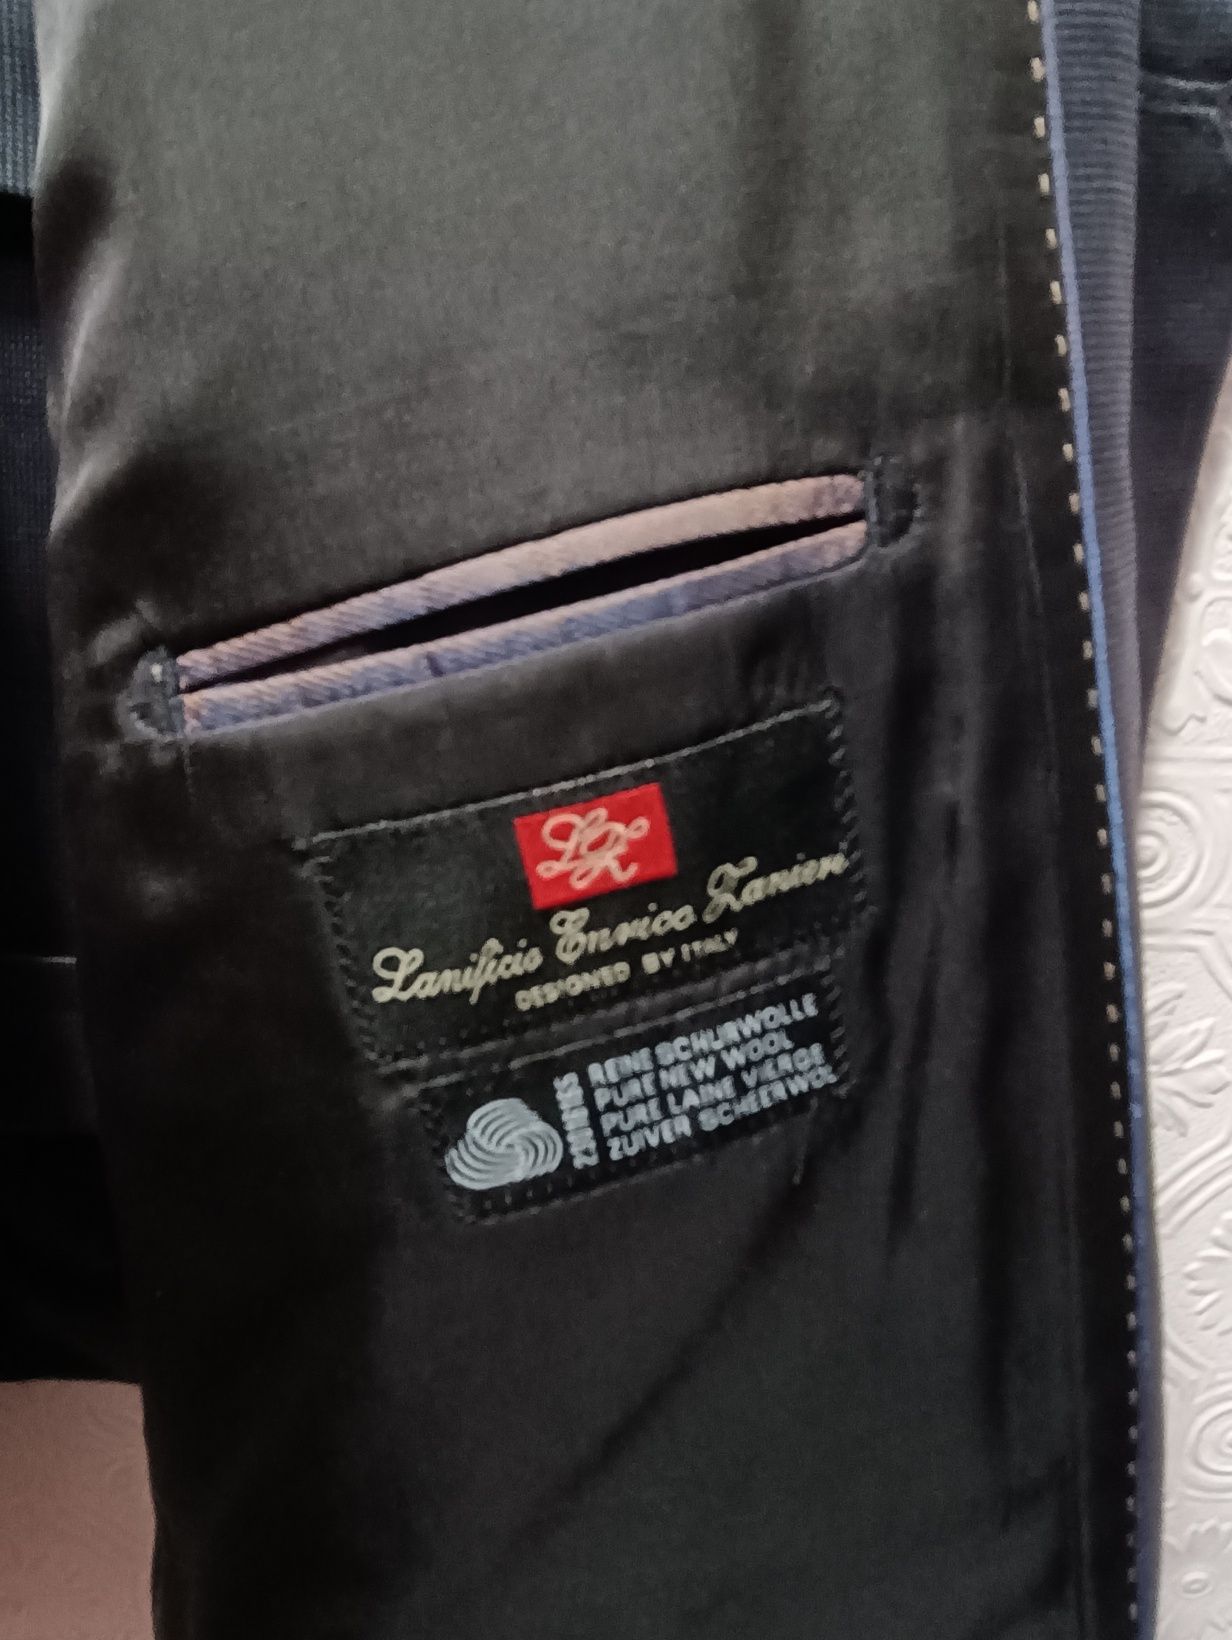 Lanificio Enrico Zanieri
DESIGNED BY ITALY
REINE SCHURWOLLE
PURE NEW WOOL
PURE LAINE VIERGE
ZUIVER SCHEERWOL